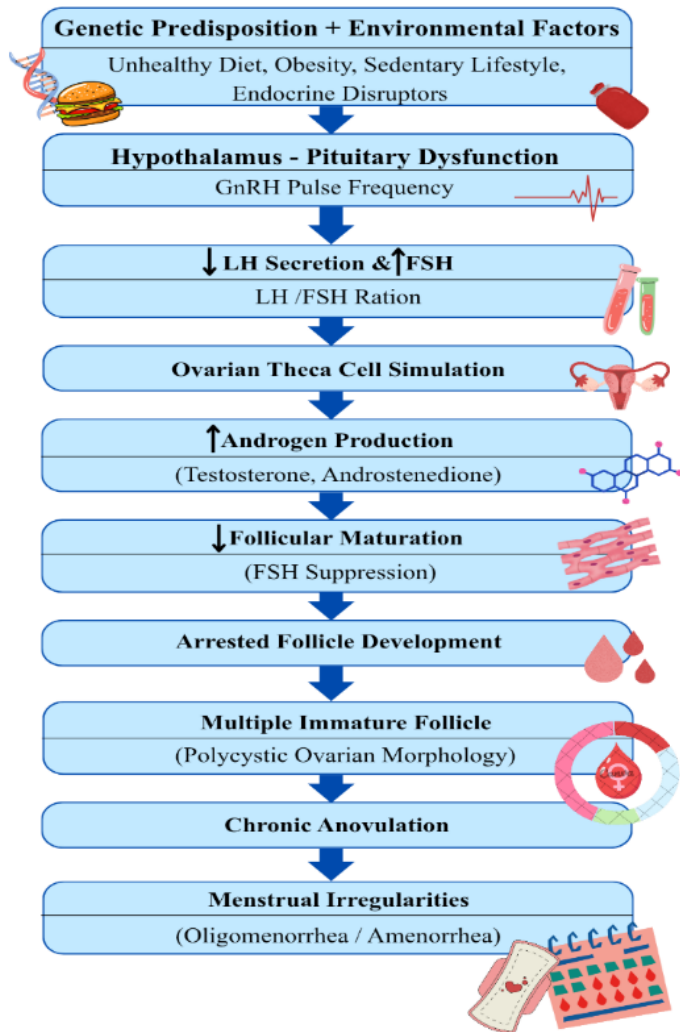 Genetic Predisposition + Environmental Factors
Unhealthy Diet, Obesity, Sedentary Lifestyle,
Endocrine Disruptors
Hypothalamus - Pituitary Dysfunction
GnRH Pulse Frequency
↓ LH Secretion & ↑FSH
LH /FSH Ration
Ovarian Theca Cell Simulation
↑Androgen Production
(Testosterone, Androstenedione)
↓Follicular Maturation
(FSH Suppression)
Arrested Follicle Development
Multiple Immature Follicle
(Polycystic Ovarian Morphology)
Chronic Anovulation
Menstrual Irregularities
(Oligomenorrhea / Amenorrhea)